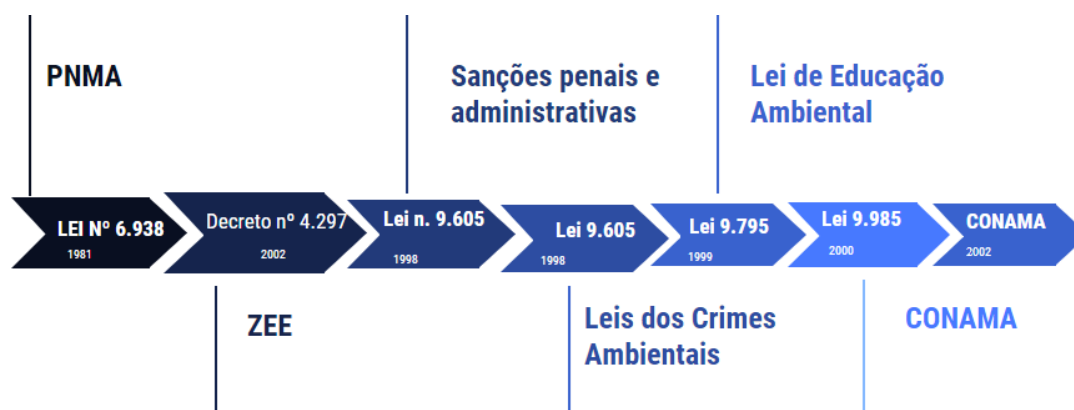 PNMA
Sanções penais e
administrativas
Lei de Educação
Ambiental
LEI Nº 6.938
1981
Decreto nº 4.297
2002
Lei n. 9.605
1998
Lei 9.605
1998
Lei 9.795
1999
Lei 9.985
2000
CONAMA
2002
ZEE
Leis dos Crimes
Ambientais
CONAMA